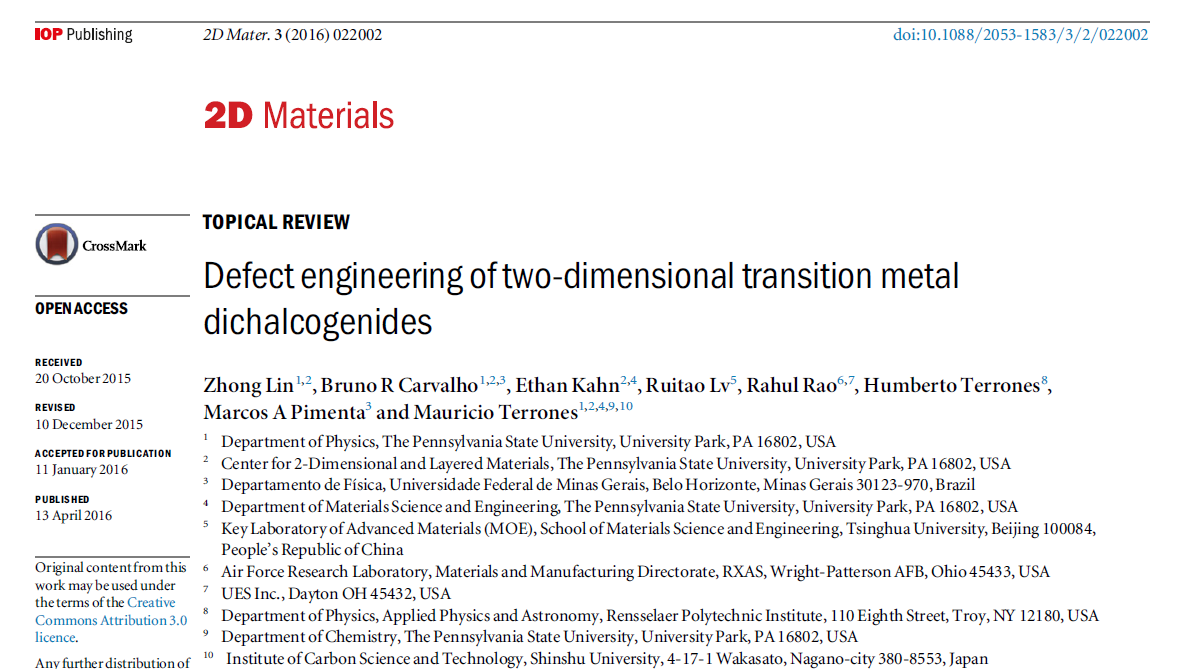 IOP Publishing
2D Mater. 3 (2016) 022002
doi:10.1088/2053-1583/3/2/022002
2D Materials
CrossMark
OPEN ACCESS
RECEIVED
20 October 2015
REVISED
10 December 2015
ACCEPTED FOR PUBLICATION
11 January 2016
PUBLISHED
13 April 2016
Original content from this
work may be used under
the terms of the Creative
Commons Attribution 3.0
licence.
Any further distribution of
TOPICAL REVIEW
Defect engineering of two-dimensional transition metal
dichalcogenides
Zhong Lin1,2, Bruno R Carvalho1,2,3, Ethan Kahn2,4, Ruitao Lv5, Rahul Rao6,7, Humberto Terrones8,
Marcos A Pimenta3 and Mauricio Terrones1,2,4,9,10
1 Department of Physics, The Pennsylvania State University, University Park, PA 16802, USA
2 Center for 2-Dimensional and Layered Materials, The Pennsylvania State University, University Park, PA 16802, USA
3 Departamento de Física, Universidade Federal de Minas Gerais, Belo Horizonte, Minas Gerais 30123-970, Brazil
4 Department of Materials Science and Engineering, The Pennsylvania State University, University Park, PA 16802, USA
5 Key Laboratory of Advanced Materials (MOE), School of Materials Science and Engineering, Tsinghua University, Beijing 100084,
People's Republic of China
6 Air Force Research Laboratory, Materials and Manufacturing Directorate, RXAS, Wright-Patterson AFB, Ohio 45433, USA
7 UES Inc., Dayton OH 45432, USA
8 Department of Physics, Applied Physics and Astronomy, Rensselaer Polytechnic Institute, 110 Eighth Street, Troy, NY 12180, USA
9 Department of Chemistry, The Pennsylvania State University, University Park, PA 16802, USA
10 Institute of Carbon Science and Technology, Shinshu University, 4-17-1 Wakasato, Nagano-city 380-8553, Japan